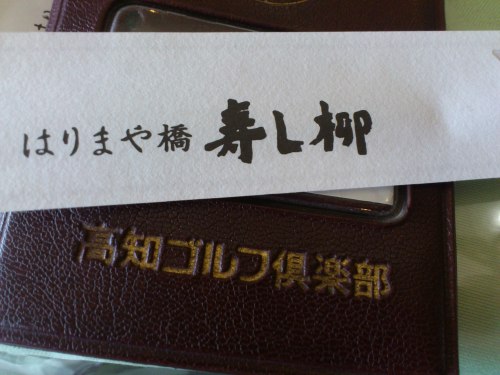 はりまや橋 寿し柳
高知ゴルフ倶楽部